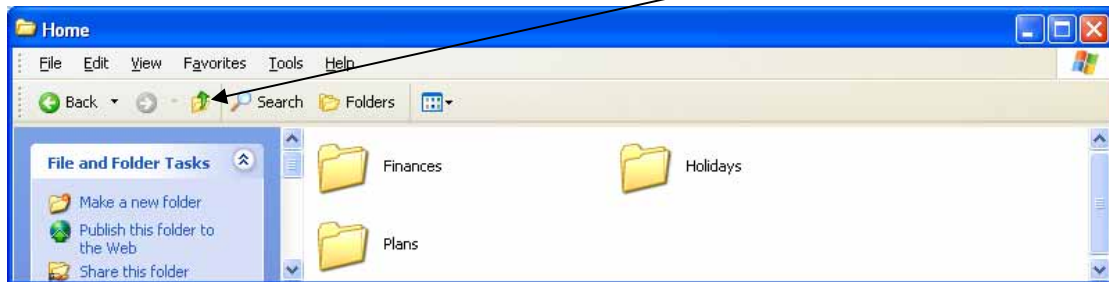 Home
File Edit View Favorites Tools Help
Back Search Folders
File and Folder Tasks
Make a new folder
Publish this folder to
the Web
Share this folder
Finances Holidays
Plans